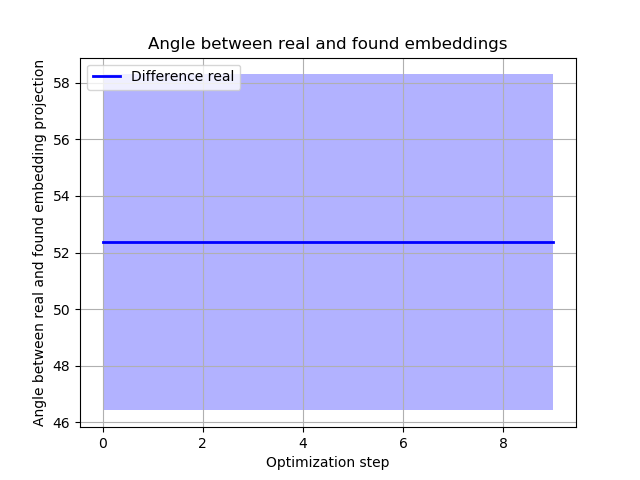 Angle between real and found embeddings
Difference real
Angle between real and found embedding projection
58
56
54
52
50
48
46
0 2 4 6 8
Optimization step